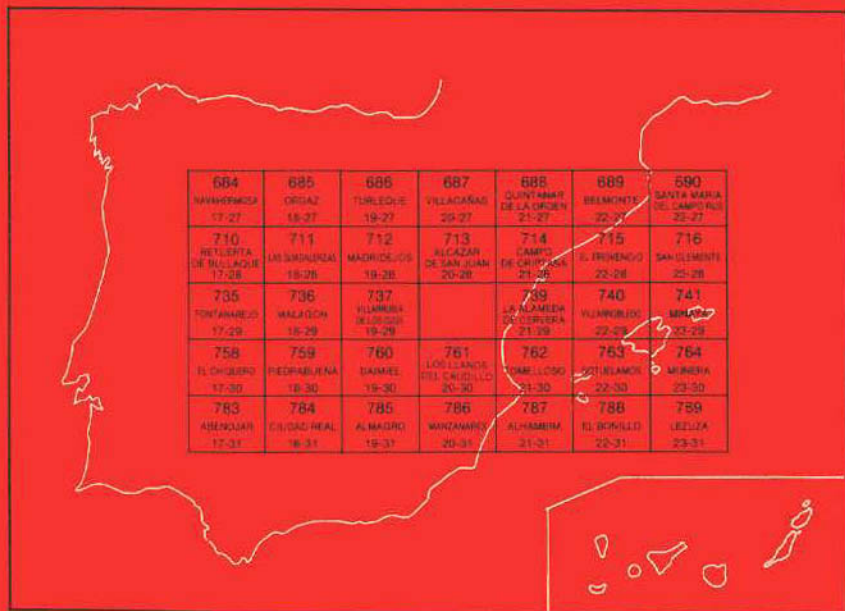 684 685 686 687 688 689 690
NAVAHERMOSA ORGAZ TURLEQUE VILLACAÑAS QUINTANAR DE LA ORDEN BELMONTE SANTA MARIA DEL CAMPO RUS
17-27 18-27 19-27 20-27 21-27 22-27 23-27
710 711 712 713 714 715 716
RETUERTA DE BULLAQUE LAS GUADALERZAS MADRIDEJOS ALCAZAR DE SAN JUAN CAMPO DE CRIPTANA EL PROVENCIO SAN CLEMENTE
17-28 18-28 19-28 20-28 21-28 22-28 23-28
735 736 737 739 740 741
FONTANAREJO MALAGON VILLARRUBIA DE LOS OJOS LA ALAMEDA DE CERVERA VILLARROBLEDO MINAYA
17-29 18-29 19-29 21-29 22-29 23-29
758 759 760 761 762 763 764
EL CHIQUERO PIEDRABUENA DAIMIEL LOS LLANOS DEL CAUDILLO TOMELLOSO SOTUELAMOS MUNERA
17-30 18-30 19-30 20-30 21-30 22-30 23-30
783 784 785 786 787 788 789
ABENOJAR CIUDAD REAL ALMAGRO MANZANARES ALHAMBRA EL BONILLO LEZUZA
17-31 18-31 19-31 20-31 21-31 22-31 23-31